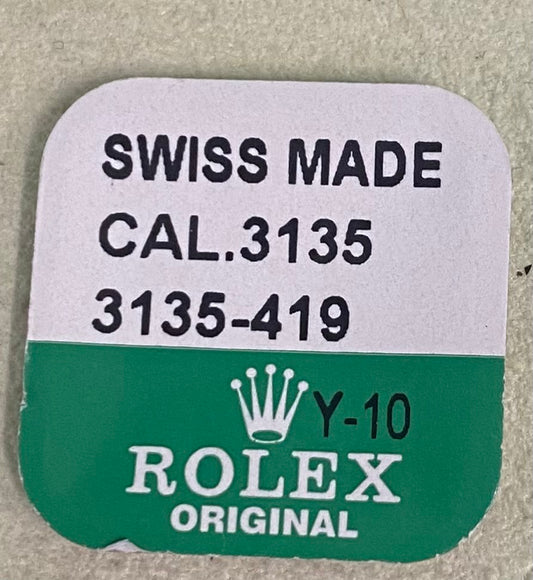 SWISS MADE
CAL.3135
3135-419
Y-10
ROLEX
ORIGINAL